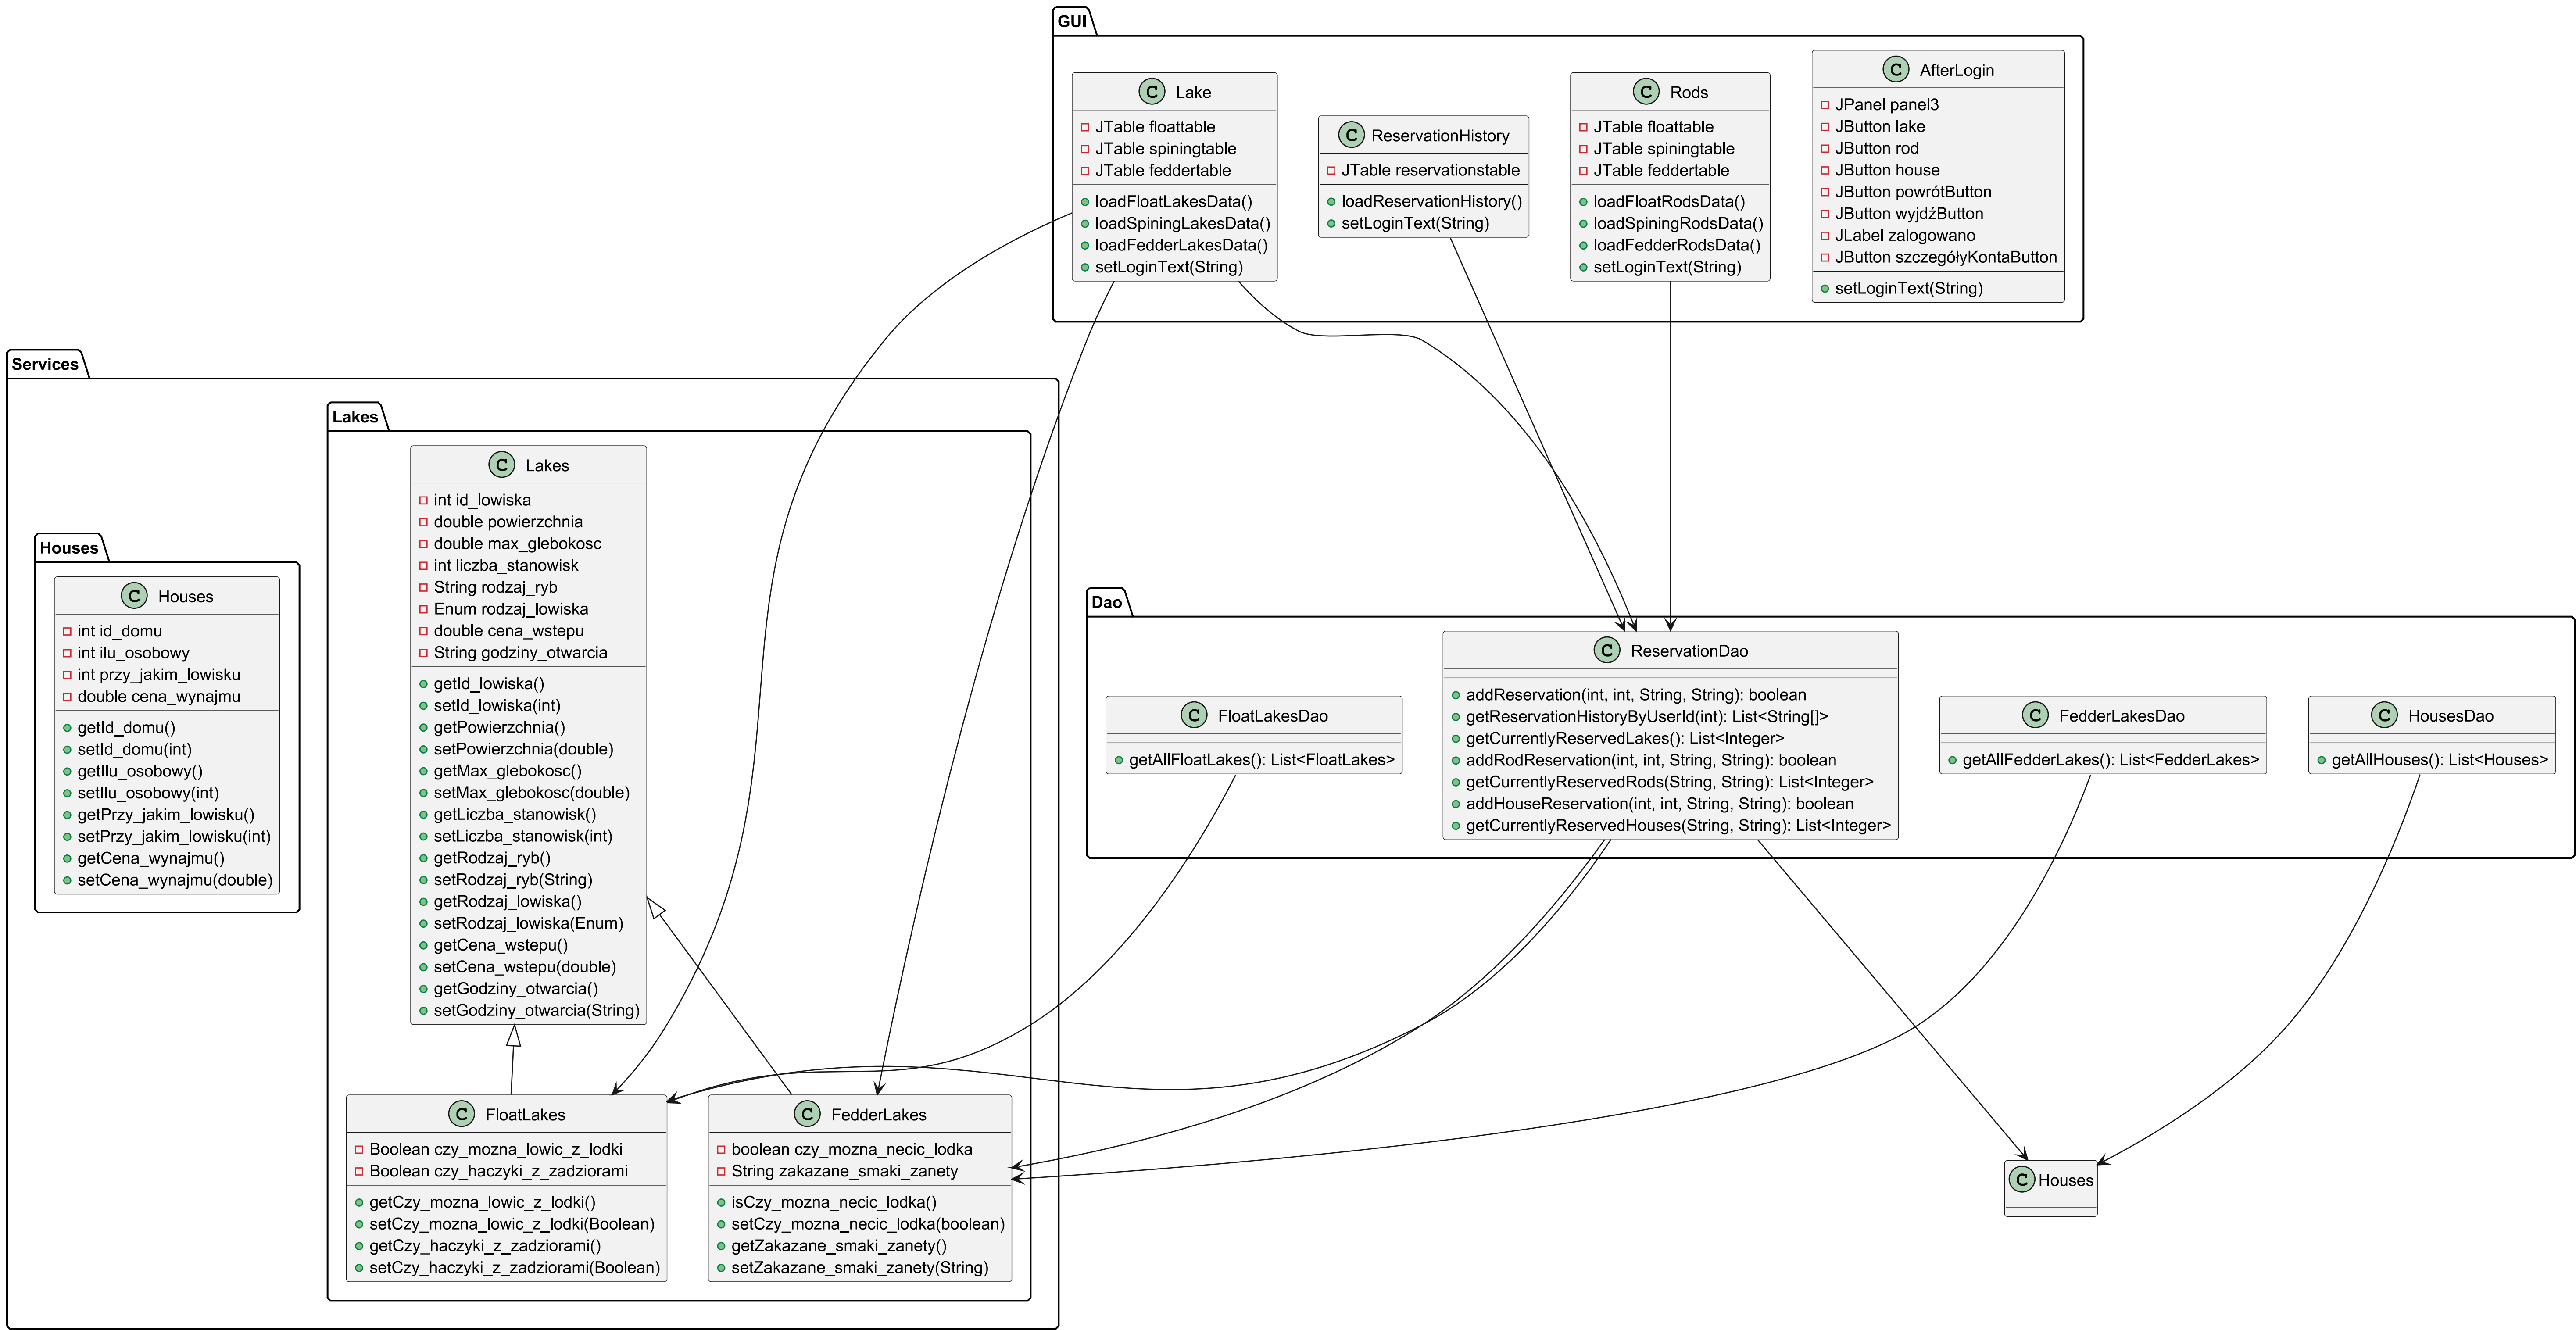 GUI
C Lake
JTable floattable
JTable spiningtable
JTable feddertable
loadFloatLakesData()
loadSpiningLakesData()
loadFedderLakesData()
setLoginText(String)
C ReservationHistory
JTable reservationstable
loadReservationHistory()
setLoginText(String)
C Rods
JTable floattable
JTable spiningtable
JTable feddertable
loadFloatRodsData()
loadSpiningRodsData()
loadFedderRodsData()
setLoginText(String)
C AfterLogin
JPanel panel3
JButton lake
JButton rod
JButton house
JButton powrótButton
JButton wyjdźButton
JLabel zalogowano
JButton szczegółyKontaButton
setLoginText(String)
Services
Houses
C Houses
int id_domu
int ilu_osobowy
int przy_jakim_lowisku
double cena_wynajmu
getId_domu()
setId_domu(int)
getIlu_osobowy()
setIlu_osobowy(int)
getPrzy_jakim_lowisku()
setPrzy_jakim_lowisku(int)
getCena_wynajmu()
setCena_wynajmu(double)
Lakes
C Lakes
int id_lowiska
double powierzchnia
double max_glebokosc
int liczba_stanowisk
String rodzaj_ryb
Enum rodzaj_lowiska
double cena_wstepu
String godziny_otwarcia
getId_lowiska()
setId_lowiska(int)
getPowierzchnia()
setPowierzchnia(double)
getMax_glebokosc()
setMax_glebokosc(double)
getLiczba_stanowisk()
setLiczba_stanowisk(int)
getRodzaj_ryb()
setRodzaj_ryb(String)
getRodzaj_lowiska()
setRodzaj_lowiska(Enum)
getCena_wstepu()
setCena_wstepu(double)
getGodziny_otwarcia()
setGodziny_otwarcia(String)
C FloatLakes
Boolean czy_mozna_lowic_z_lodki
Boolean czy_haczyki_z_zadziorami
getCzy_mozna_lowic_z_lodki()
setCzy_mozna_lowic_z_lodki(Boolean)
getCzy_haczyki_z_zadziorami()
setCzy_haczyki_z_zadziorami(Boolean)
C FedderLakes
boolean czy_mozna_necic_lodka
String zakazane_smaki_zanety
isCzy_mozna_necic_lodka()
setCzy_mozna_necic_lodka(boolean)
getZakazane_smaki_zanety()
setZakazane_smaki_zanety(String)
Dao
C FloatLakesDao
getAllFloatLakes(): List<FloatLakes>
C ReservationDao
addReservation(int, int, String, String): boolean
getReservationHistoryByUserId(int): List<String[]>
getCurrentlyReservedLakes(): List<Integer>
addRodReservation(int, int, String, String): boolean
getCurrentlyReservedRods(String, String): List<Integer>
addHouseReservation(int, int, String, String): boolean
getCurrentlyReservedHouses(String, String): List<Integer>
C FedderLakesDao
getAllFedderLakes(): List<FedderLakes>
C HousesDao
getAllHouses(): List<Houses>
C Houses